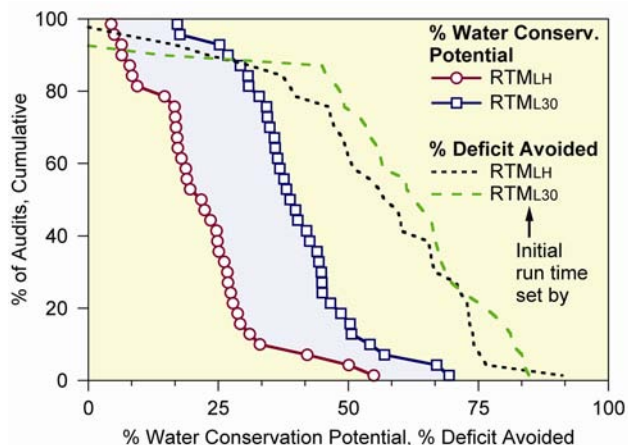 100
80
60
40
20
0
% of Audits, Cumulative
0
25
50
75
100
% Water Conservation Potential, % Deficit Avoided
% Water Conserv.
Potential
RTMLH
RTML30
% Deficit Avoided
RTMLH
RTML30
Initial
run time
set by